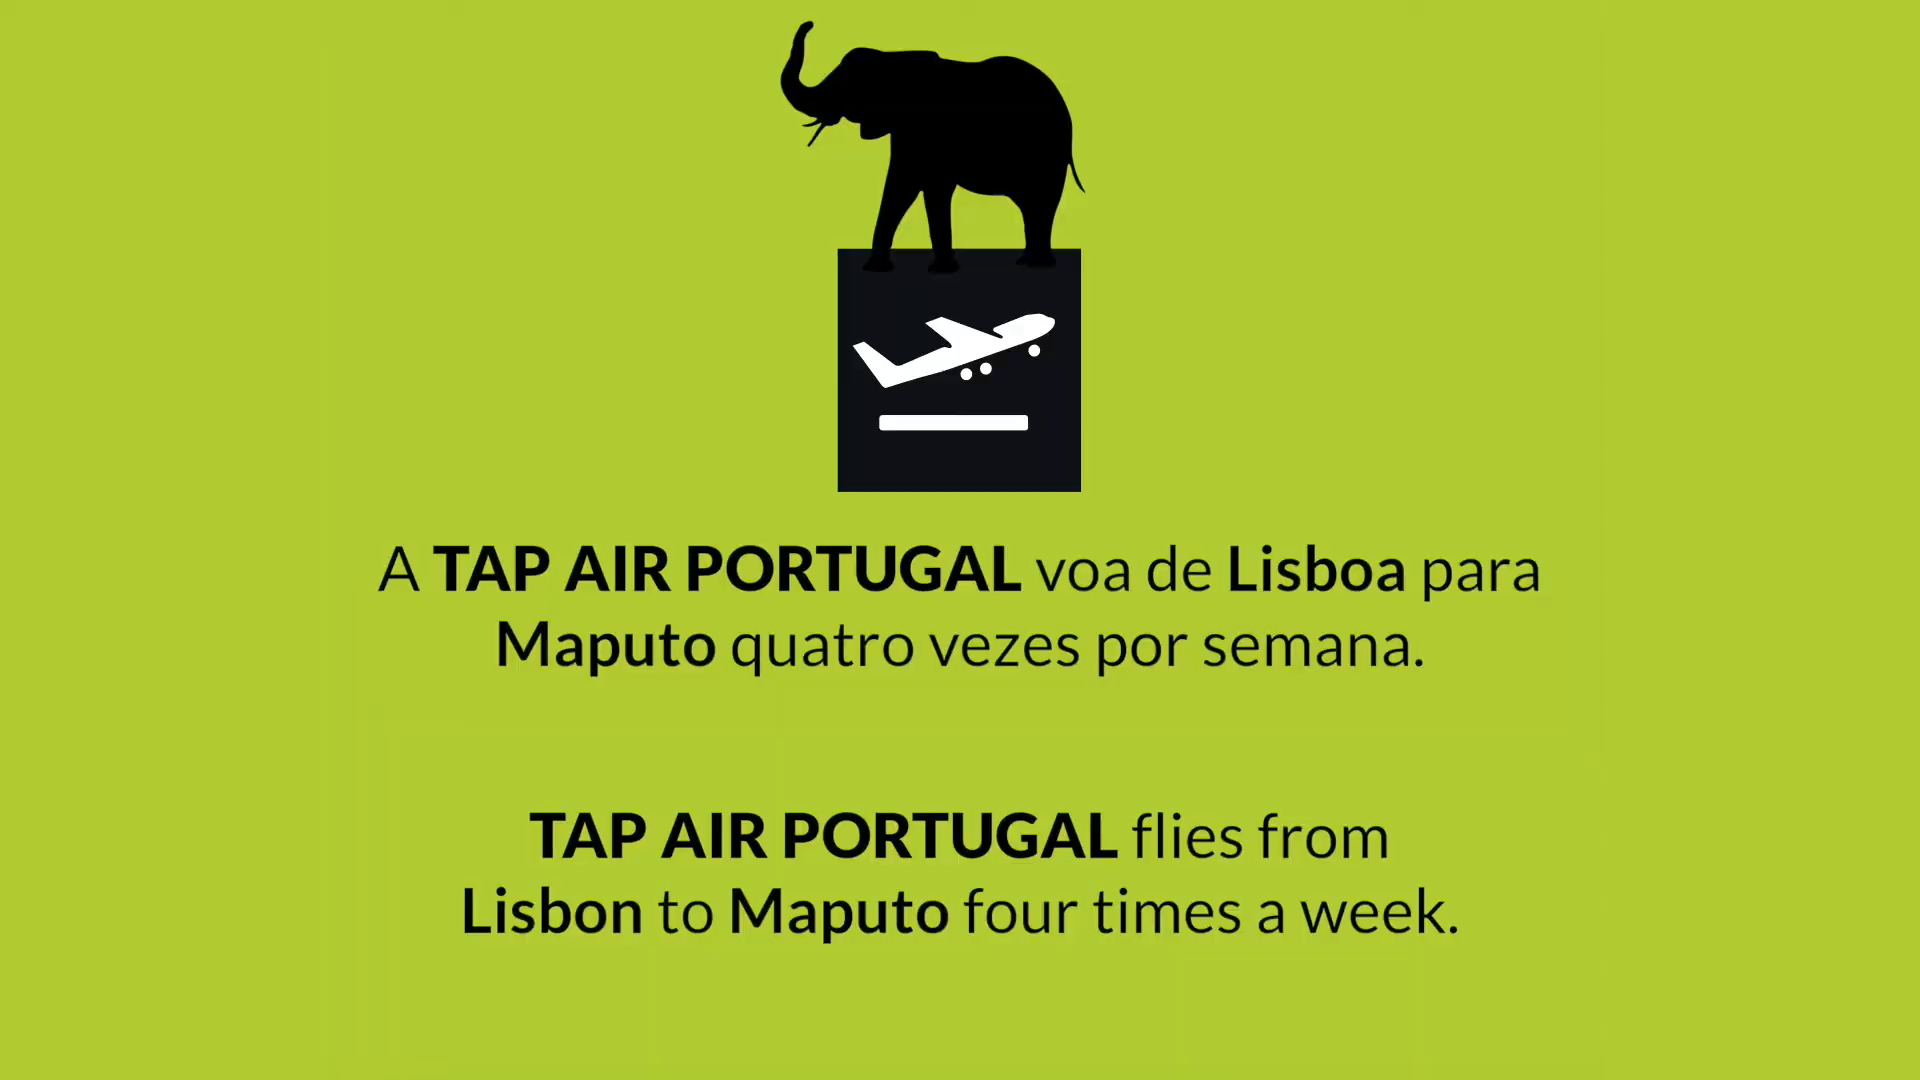 A TAP AIR PORTUGAL voa de Lisboa para
Maputo quatro vezes por semana.
TAP AIR PORTUGAL flies from
Lisbon to Maputo four times a week.